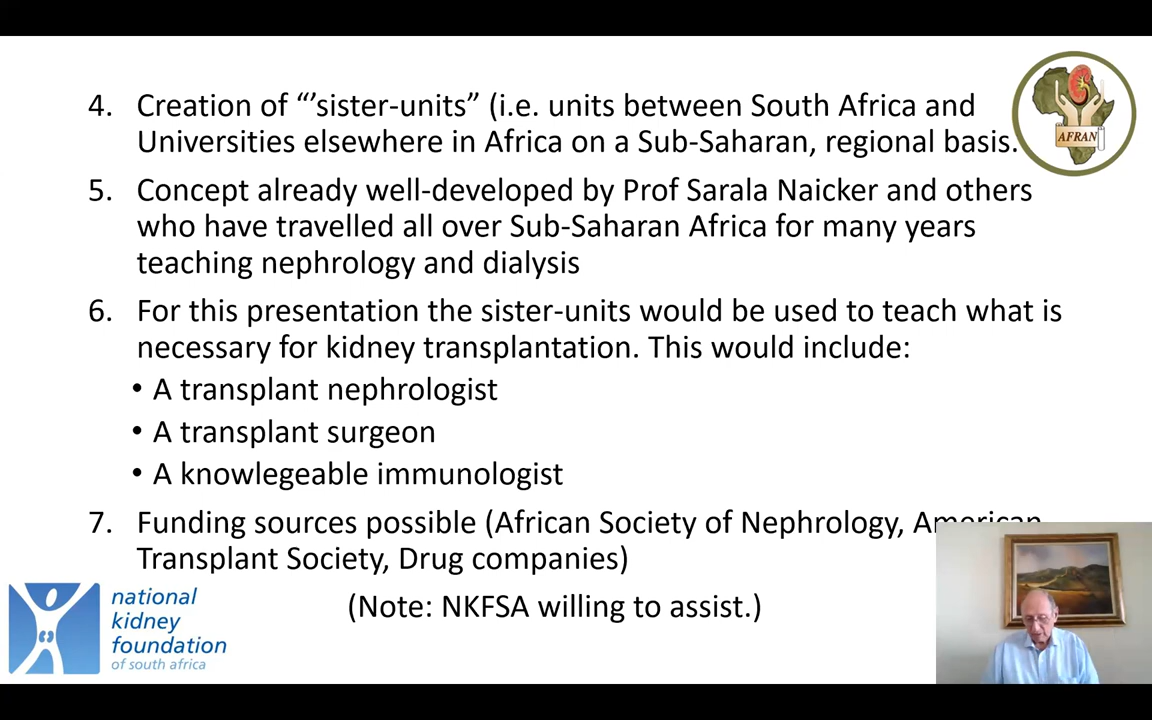 4. Creation of “’sister-units” (i.e. units between South Africa and
Universities elsewhere in Africa on a Sub-Saharan, regional basis.
AFRAN
5. Concept already well-developed by Prof Sarala Naicker and others
who have travelled all over Sub-Saharan Africa for many years
teaching nephrology and dialysis
6. For this presentation the sister-units would be used to teach what is
necessary for kidney transplantation. This would include:
• A transplant nephrologist
• A transplant surgeon
• A knowlegeable immunologist
7. Funding sources possible (African Society of Nephrology, American
Transplant Society, Drug companies)
(Note: NKFSA willing to assist.)
national
kidney
foundation
of south africa